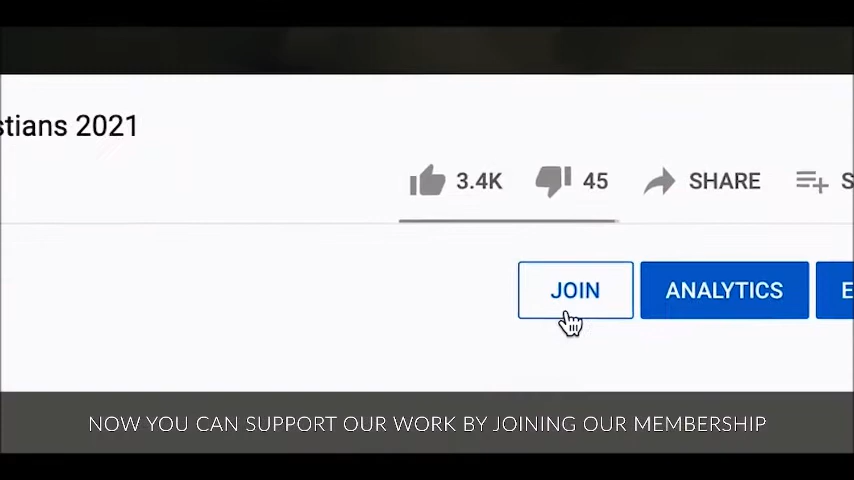 stians 2021
3.4K 45 SHARE S
JOIN ANALYTICS E
NOW YOU CAN SUPPORT OUR WORK BY JOINING OUR MEMBERSHIP